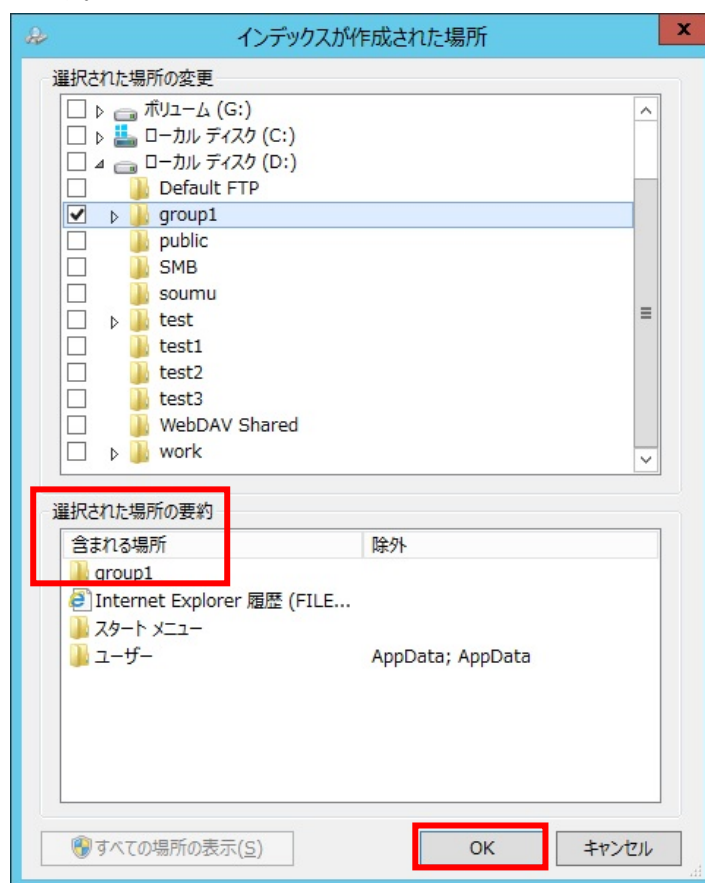 インデックスが作成された場所
選択された場所の変更
ボリューム (G:)
ローカル ディスク (C:)
ローカル ディスク (D:)
Default FTP
group1
public
SMB
soumu
test
test1
test2
test3
WebDAV Shared
work
選択された場所の要約
含まれる場所 除外
group1
Internet Explorer 履歴 (FILE...
スタート メニュー
ユーザー AppData; AppData
すべての場所の表示(S) OK キャンセル